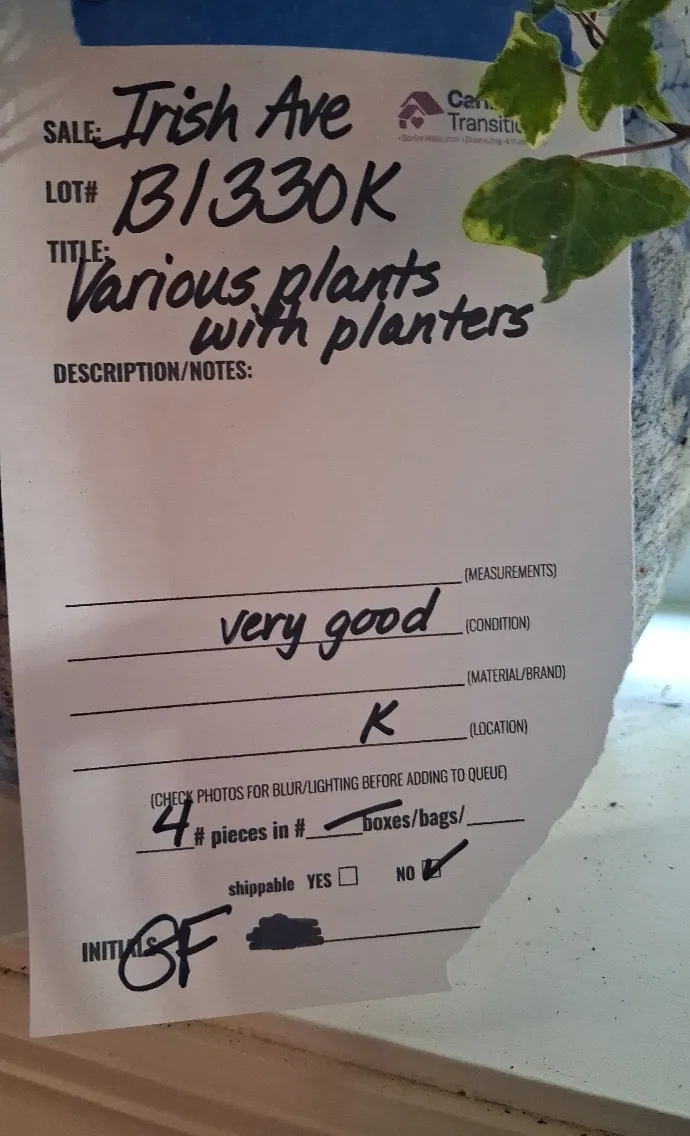 SALE: Irish Ave
Transiti
LOT# B1330K
TITLE:
Various plants
with planters
DESCRIPTION/NOTES:
(MEASUREMENTS)
very good (CONDITION)
(MATERIAL/BRAND)
K (LOCATION)
(CHECK PHOTOS FOR BLUR/LIGHTING BEFORE ADDING TO QUEUE)
4 # pieces in # boxes/bags/
shippable YES NO
INITIALS